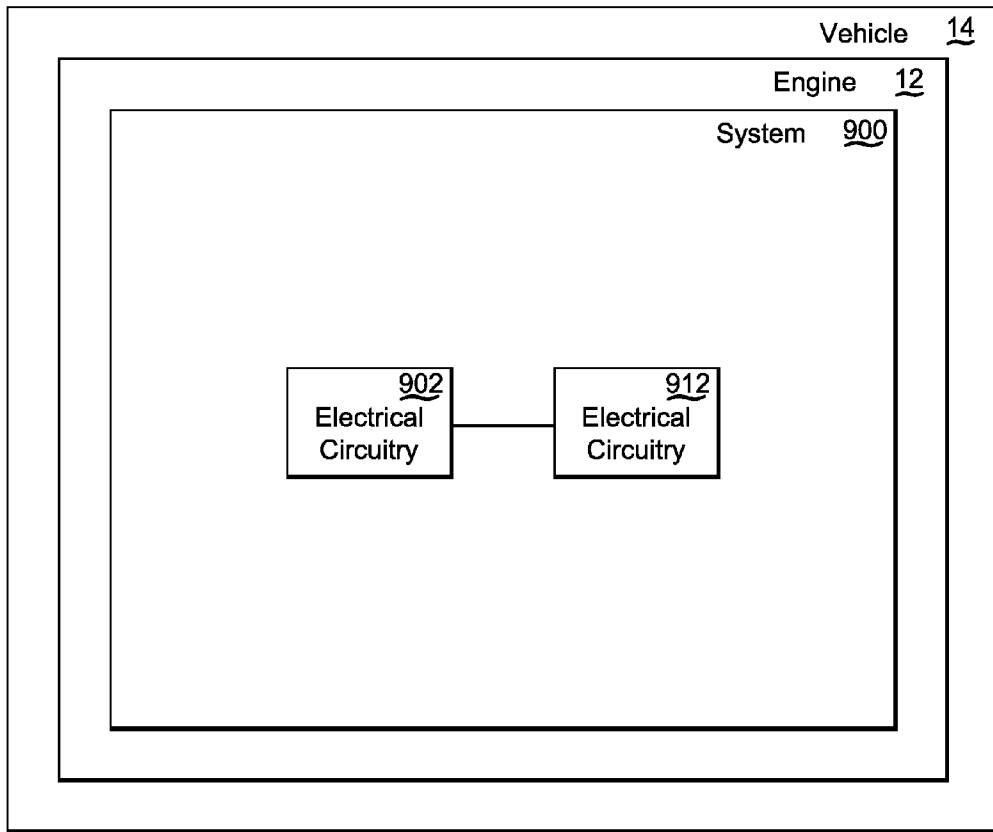 Vehicle 14
Engine 12
System 900
902
Electrical
Circuitry
912
Electrical
Circuitry